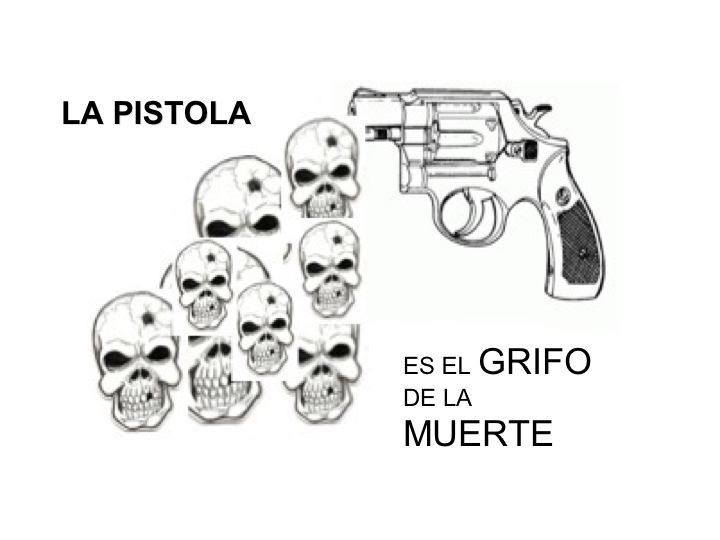 LA PISTOLA
ES EL GRIFO
DE LA
MUERTE